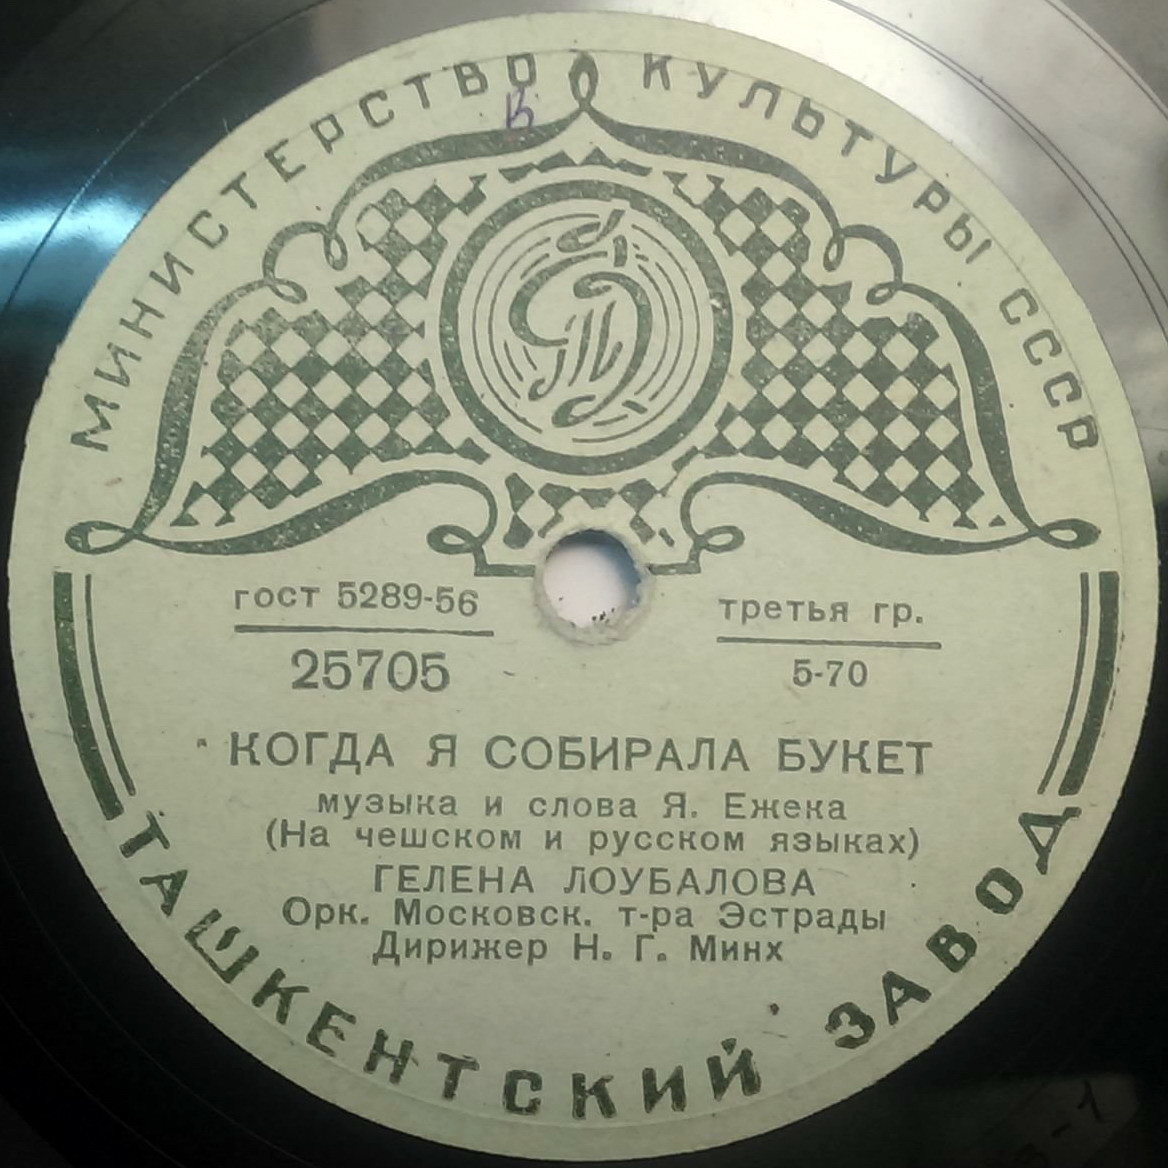 МИНИСТЕРСТВО КУЛЬТУРЫ СССР
гост 5289-56
25705
третья гр.
5-70
КОГДА Я СОБИРАЛА БУКЕТ
музыка и слова Я. Ежека
(На чешском и русском языках)
ГЕЛЕНА ЛОУБАЛОВА
Орк. Московск. т-ра Эстрады
Дирижер Н. Г. Минх
ТАШКЕНТСКИЙ ЗАВОД